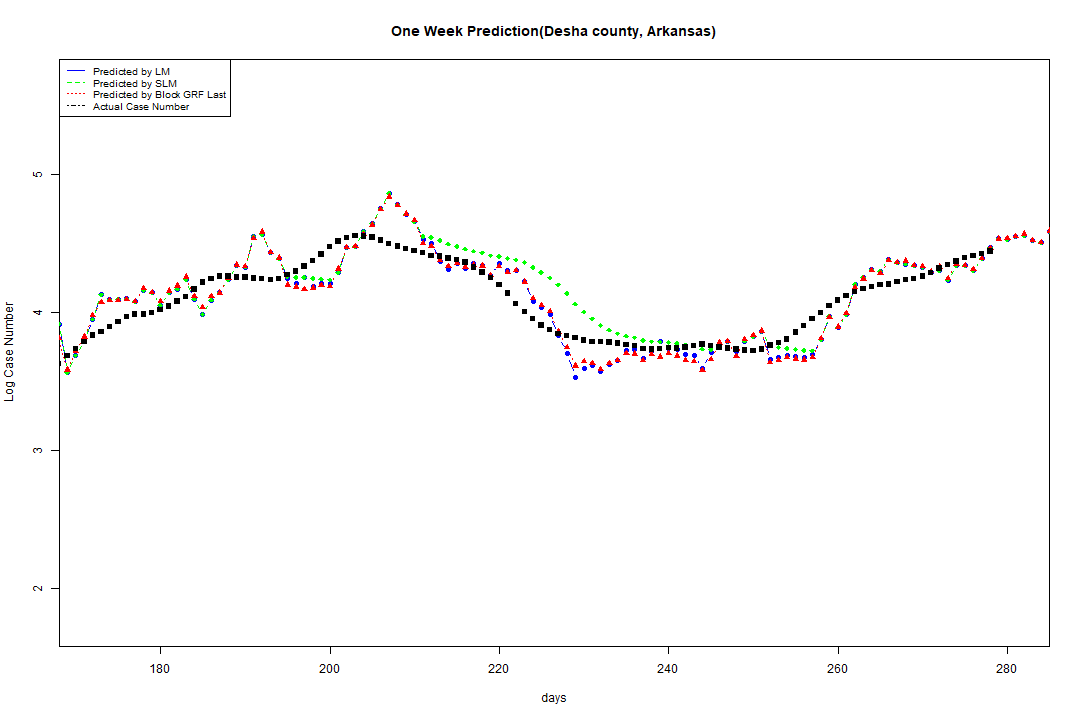 One Week Prediction(Desha county, Arkansas)
Predicted by LM
Predicted by SLM
Predicted by Block GRF Last
Actual Case Number
5
4
3
2
Log Case Number
180
200
220
240
260
280
days